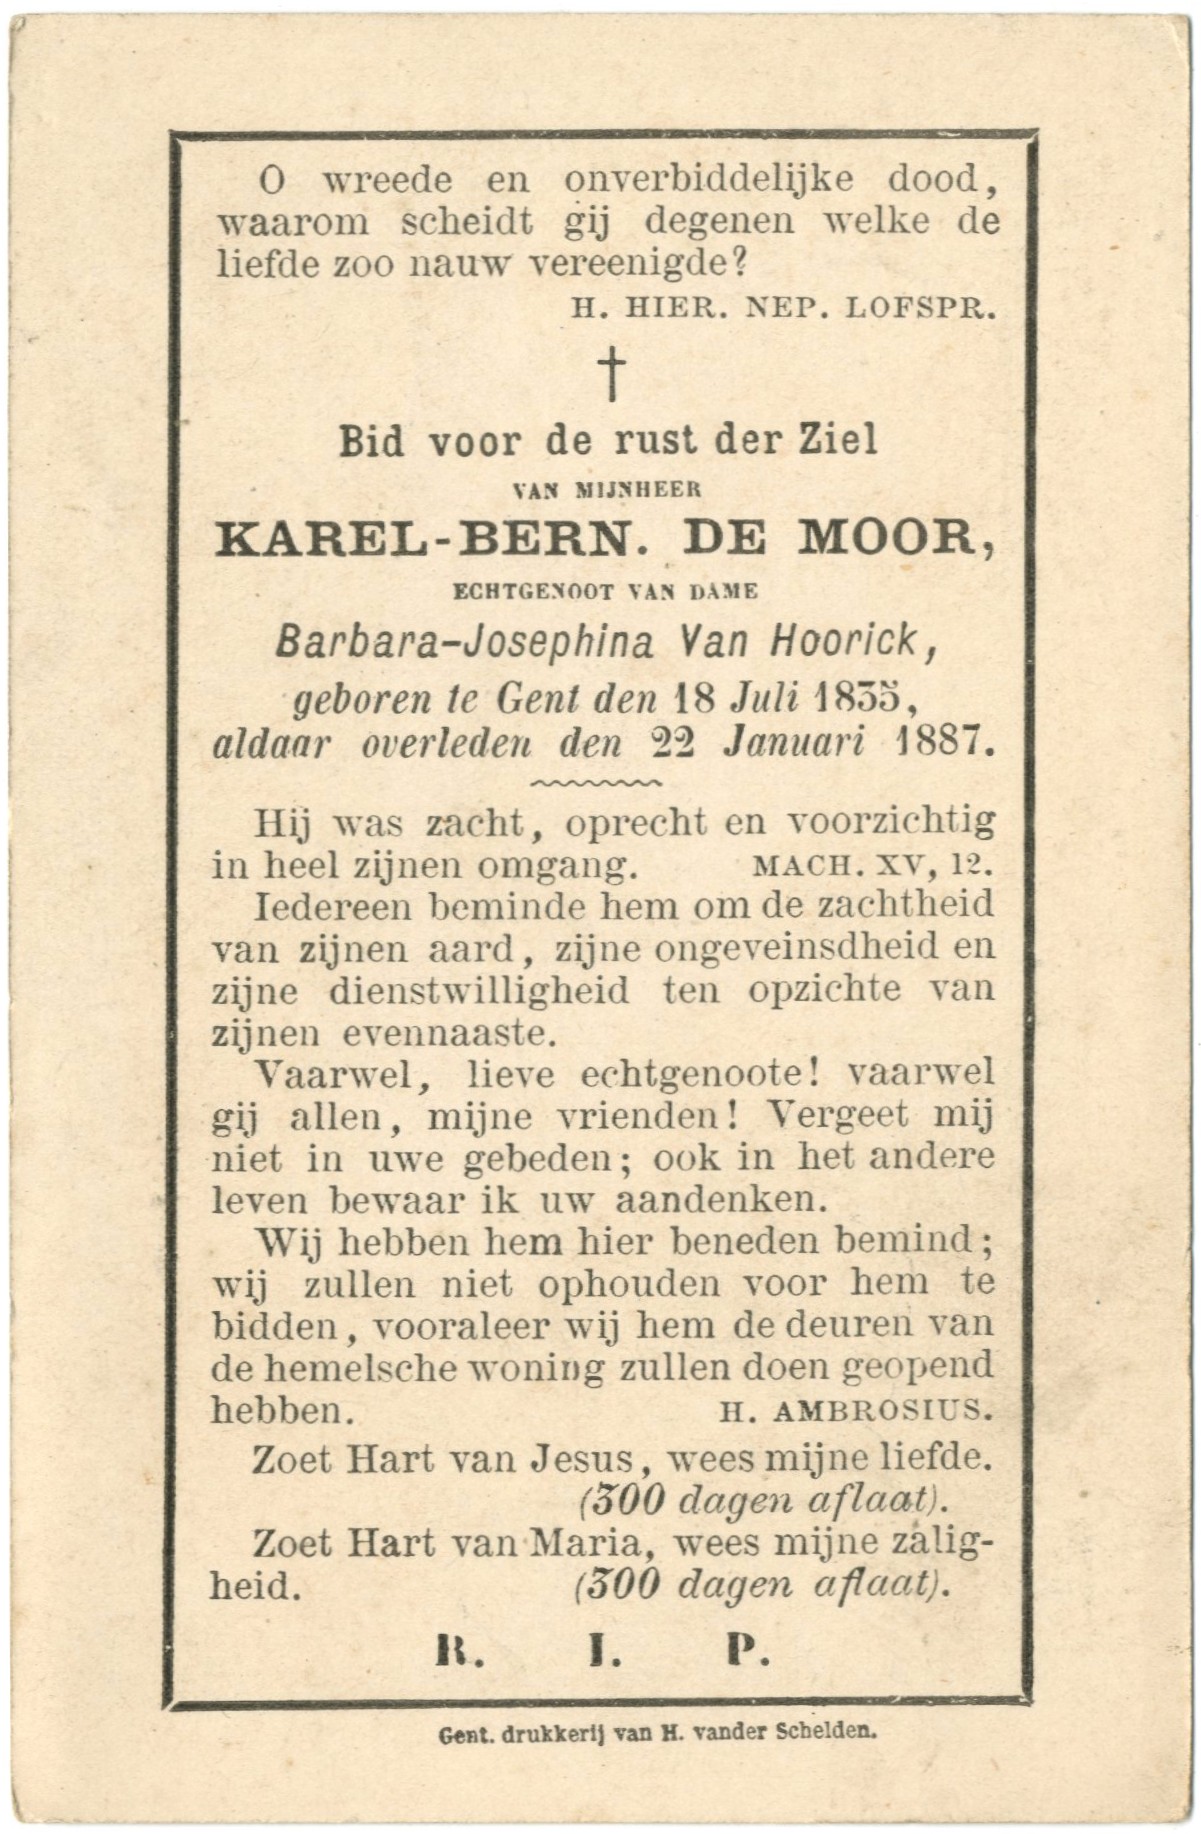 O wreede en onverbiddelijke dood,
waarom scheidt gij degenen welke de
liefde zoo nauw vereenigde?
H. HIER. NEP. LOFSPR.
†
Bid voor de rust der Ziel
VAN MIJNHEER
KAREL-BERN. DE MOOR,
ECHTGENOOT VAN DAME
Barbara-Josephina Van Hoorick,
geboren te Gent den 18 Juli 1835,
aldaar overleden den 22 Januari 1887.
Hij was zacht, oprecht en voorzichtig
in heel zijnen omgang. MACH. XV, 12.
Iedereen beminde hem om de zachtheid
van zijnen aard, zijne ongeveinsdheid en
zijne dienstwilligheid ten opzichte van
zijnen evennaaste.
Vaarwel, lieve echtgenoote! vaarwel
gij allen, mijne vrienden! Vergeet mij
niet in uwe gebeden; ook in het andere
leven bewaar ik uw aandenken.
Wij hebben hem hier beneden bemind;
wij zullen niet ophouden voor hem te
bidden, vooraleer wij hem de deuren van
de hemelsche woning zullen doen geopend
hebben. H. AMBROSIUS.
Zoet Hart van Jesus, wees mijne liefde.
(300 dagen aflaat).
Zoet Hart van Maria, wees mijne zalig-
heid. (300 dagen aflaat).
R. I. P.
Gent. drukkerij van H. vander Schelden.